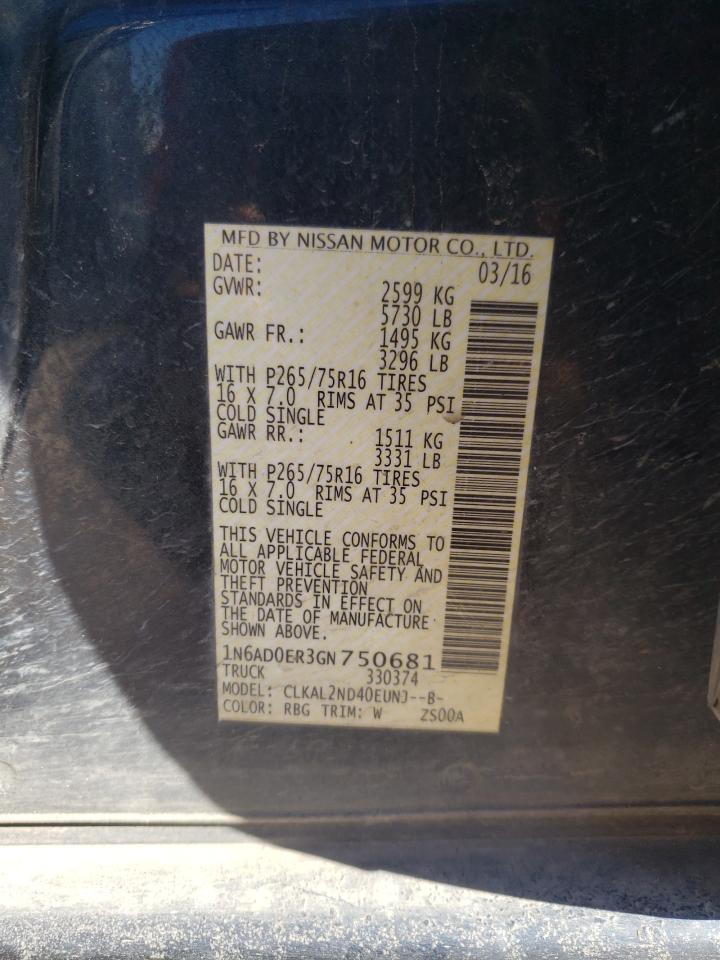 MFD BY NISSAN MOTOR CO., LTD.
DATE: 03/16
GVWR: 2599 KG
5730 LB
GAWR FR.: 1495 KG
3296 LB
WITH P265/75R16 TIRES
16 X 7.0 RIMS AT 35 PSI
COLD SINGLE
GAWR RR.: 1511 KG
3331 LB
WITH P265/75R16 TIRES
16 X 7.0 RIMS AT 35 PSI
COLD SINGLE
THIS VEHICLE CONFORMS TO
ALL APPLICABLE FEDERAL
MOTOR VEHICLE SAFETY AND
THEFT PREVENTION
STANDARDS IN EFFECT ON
THE DATE OF MANUFACTURE
SHOWN ABOVE.
1N6AD0ER3GN750681
TRUCK 330374
MODEL: CLKAL2ND40EUNJ--B-
COLOR: RBG TRIM: W ZS00A